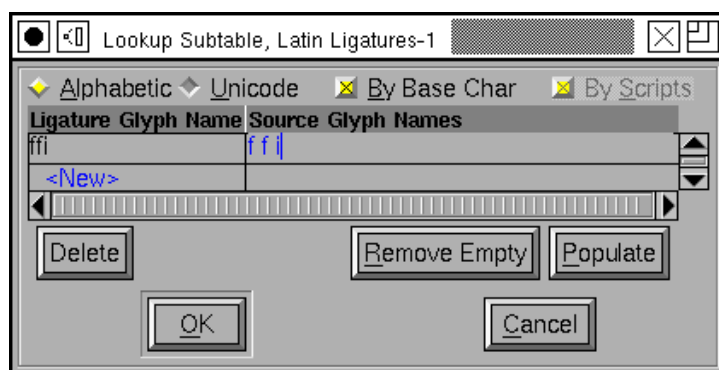 Lookup Subtable, Latin Ligatures-1
Alphabetic Unicode By Base Char By Scripts
Ligature Glyph Name Source Glyph Names
ffi f f i
<New>
Delete Remove Empty Populate
OK Cancel